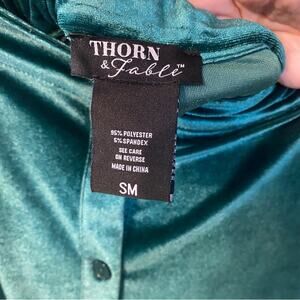 THORN
& Fable™
95% POLYESTER
5% SPANDEX
SEE CARE
ON REVERSE
MADE IN CHINA
SM